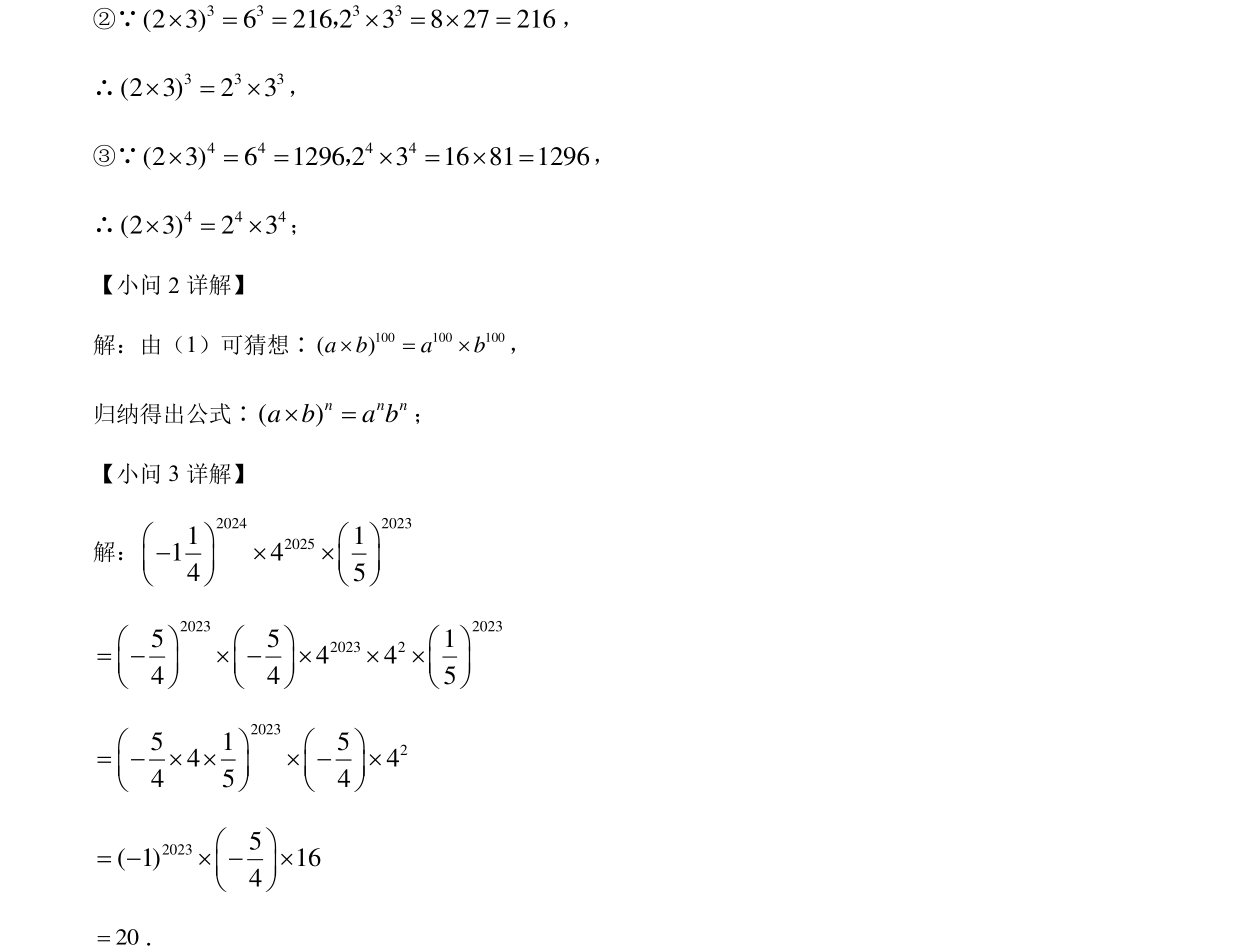 ②∵ (2×3)³ = 6³ = 216,2³×3³ = 8×27 = 216，
∴ (2×3)³ = 2³×3³，
③∵ (2×3)⁴ = 6⁴ = 1296,2⁴×3⁴ = 16×81 = 1296，
∴ (2×3)⁴ = 2⁴×3⁴；
【小问 2 详解】
解：由（1）可猜想：(a×b)¹⁰⁰ = a¹⁰⁰×b¹⁰⁰，
归纳得出公式：(a×b)ⁿ = aⁿbⁿ；
【小问 3 详解】
解：(−1 1/4)²⁰²⁴ × 4²⁰²⁵ × (1/5)²⁰²³
= (−5/4)²⁰²³ × (−5/4) × 4²⁰²³ × 4² × (1/5)²⁰²³
= (−5/4 × 4 × 1/5)²⁰²³ × (−5/4) × 4²
= (−1)²⁰²³ × (−5/4) × 16
= 20．